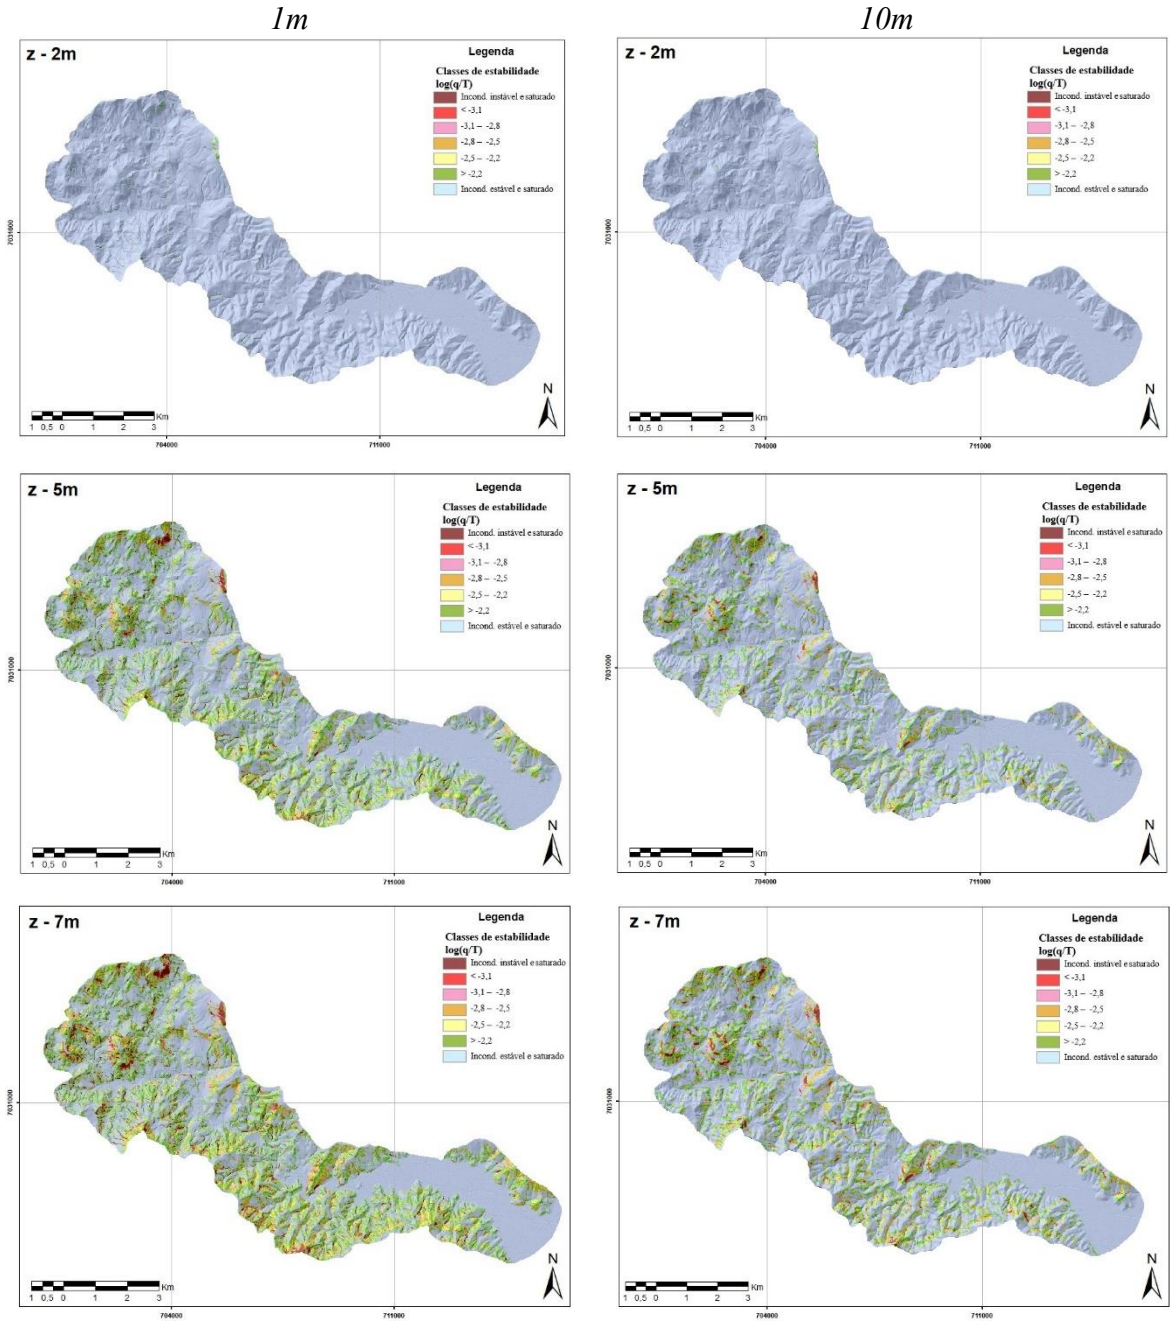 1m
10m
z - 2m
Legenda
Classes de estabilidade
log(q/T)
Incond. instável e saturado
< -3,1
-3,1 – -2,8
-2,8 – -2,5
-2,5 – -2,2
> -2,2
Incond. estável e saturado
7031000
N
Km
1 0,5 0 1 2 3
704000
711000
z - 2m
Legenda
Classes de estabilidade
log(q/T)
Incond. instável e saturado
< -3,1
-3,1 – -2,8
-2,8 – -2,5
-2,5 – -2,2
> -2,2
Incond. estável e saturado
7031000
N
Km
1 0,5 0 1 2 3
704000
711000
z - 5m
Legenda
Classes de estabilidade
log(q/T)
Incond. instável e saturado
< -3,1
-3,1 – -2,8
-2,8 – -2,5
-2,5 – -2,2
> -2,2
Incond. estável e saturado
7031000
N
Km
1 0,5 0 1 2 3
704000
711000
z - 5m
Legenda
Classes de estabilidade
log(q/T)
Incond. instável e saturado
< -3,1
-3,1 – -2,8
-2,8 – -2,5
-2,5 – -2,2
> -2,2
Incond. estável e saturado
7031000
N
Km
1 0,5 0 1 2 3
704000
711000
z - 7m
Legenda
Classes de estabilidade
log(q/T)
Incond. instável e saturado
< -3,1
-3,1 – -2,8
-2,8 – -2,5
-2,5 – -2,2
> -2,2
Incond. estável e saturado
7031000
N
Km
1 0,5 0 1 2 3
704000
711000
z - 7m
Legenda
Classes de estabilidade
log(q/T)
Incond. instável e saturado
< -3,1
-3,1 – -2,8
-2,8 – -2,5
-2,5 – -2,2
> -2,2
Incond. estável e saturado
7031000
N
Km
1 0,5 0 1 2 3
704000
711000